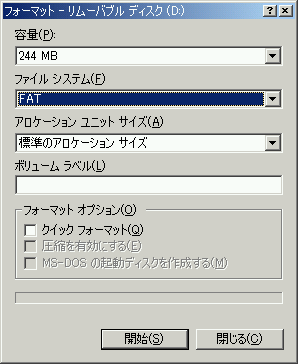 フォーマット - リムーバブル ディスク (D:)
容量(P):
244 MB
ファイル システム(F)
FAT
アロケーション ユニット サイズ(A)
標準のアロケーション サイズ
ボリューム ラベル(L)
フォーマット オプション(O)
クイック フォーマット(Q)
圧縮を有効にする(E)
MS-DOS の起動ディスクを作成する(M)
開始(S)
閉じる(C)